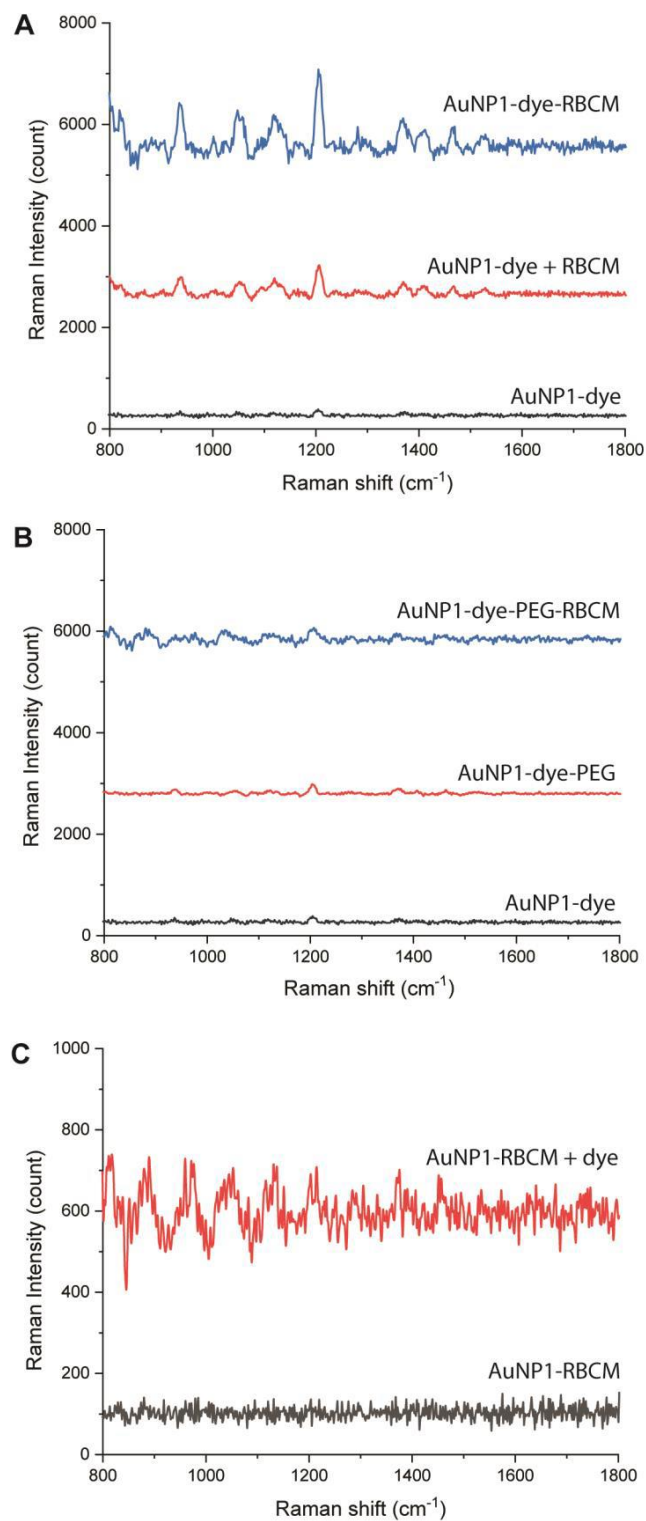 A
8000
6000
4000
2000
0
Raman Intensity (count)
AuNP1-dye-RBCM
AuNP1-dye + RBCM
AuNP1-dye
800 1000 1200 1400 1600 1800
Raman shift (cm-1)
B
8000
6000
4000
2000
0
Raman Intensity (count)
AuNP1-dye-PEG-RBCM
AuNP1-dye-PEG
AuNP1-dye
800 1000 1200 1400 1600 1800
Raman shift (cm-1)
C
1000
800
600
400
200
0
Raman Intensity (count)
AuNP1-RBCM + dye
AuNP1-RBCM
800 1000 1200 1400 1600 1800
Raman shift (cm-1)